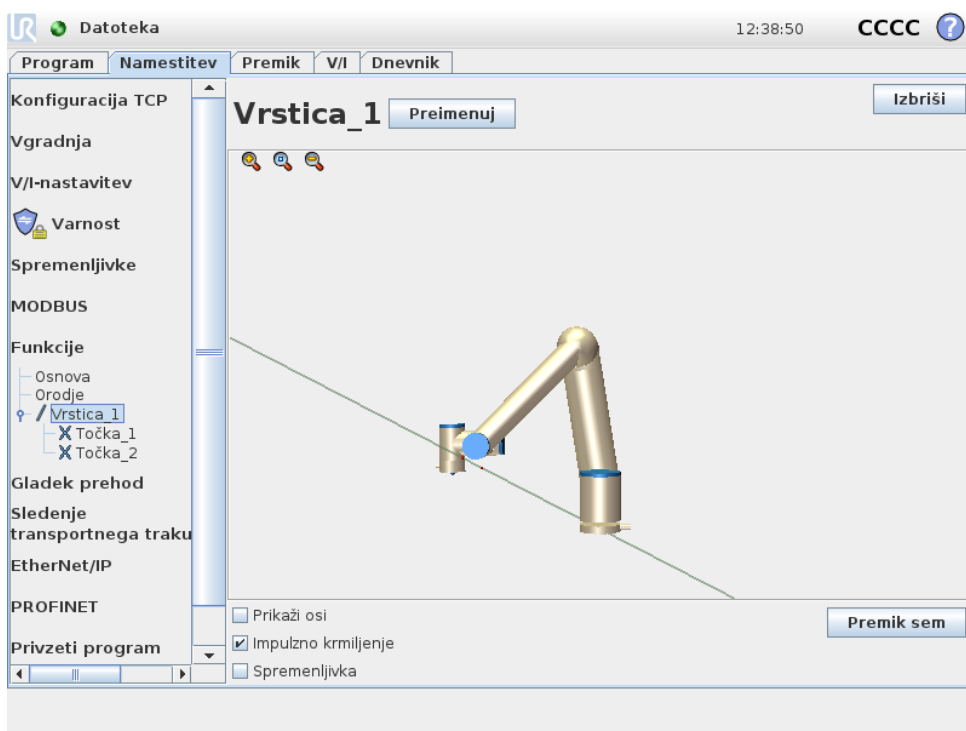 UR Datoteka 12:38:50 CCCC ?
Program Namestitev Premik V/I Dnevnik
Konfiguracija TCP
Vgradnja
V/I-nastavitev
Varnost
Spremenljivke
MODBUS
Funkcije
Osnova
Orodje
Vrstica_1
Točka_1
Točka_2
Gladek prehod
Sledenje
transportnega traku
EtherNet/IP
PROFINET
Privzeti program
Vrstica_1 Preimenuj Izbriši
Prikaži osi
Impulzno krmiljenje
Spremenljivka
Premik sem